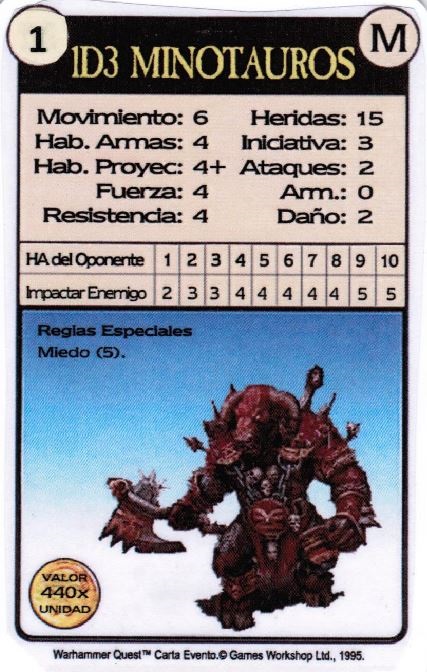 1
M
1D3 MINOTAUROS
Movimiento: 6 Heridas: 15
Hab. Armas: 4 Iniciativa: 3
Hab. Proyec: 4+ Ataques: 2
Fuerza: 4 Arm.: 0
Resistencia: 4 Daño: 2
HA del Oponente 1 2 3 4 5 6 7 8 9 10
Impactar Enemigo 2 3 3 4 4 4 4 4 5 5
Reglas Especiales
Miedo (5).
VALOR
440x
UNIDAD
Warhammer Quest™ Carta Evento.© Games Workshop Ltd., 1995.